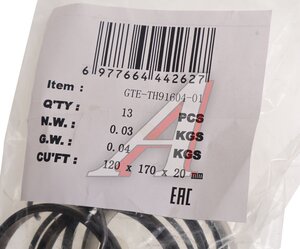 6 977664 442627
Item : GTE-TH91604-01
Q'TY : 13 PCS
N.W. : 0.03 KGS
G.W. : 0.04 KGS
CU'FT : 120 x 170 x 20 mm
EAC